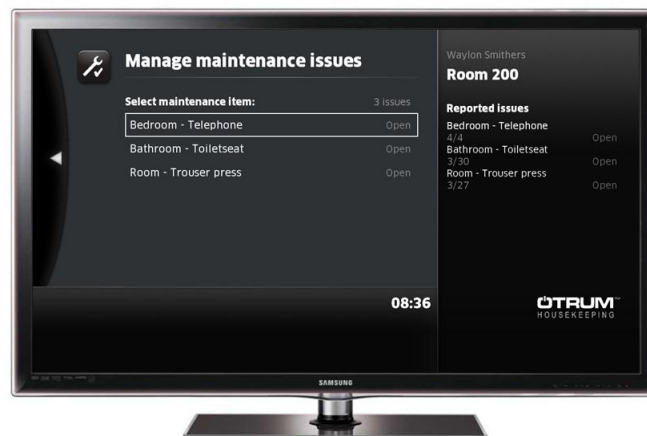 Manage maintenance issues
Select maintenance item: 3 issues
Bedroom - Telephone Open
Bathroom - Toiletseat Open
Room - Trouser press Open
08:36
Waylon Smithers
Room 200
Reported issues
Bedroom - Telephone
4/4 Open
Bathroom - Toiletseat
3/30 Open
Room - Trouser press
3/27 Open
OTRUM™
HOUSEKEEPING
SAMSUNG